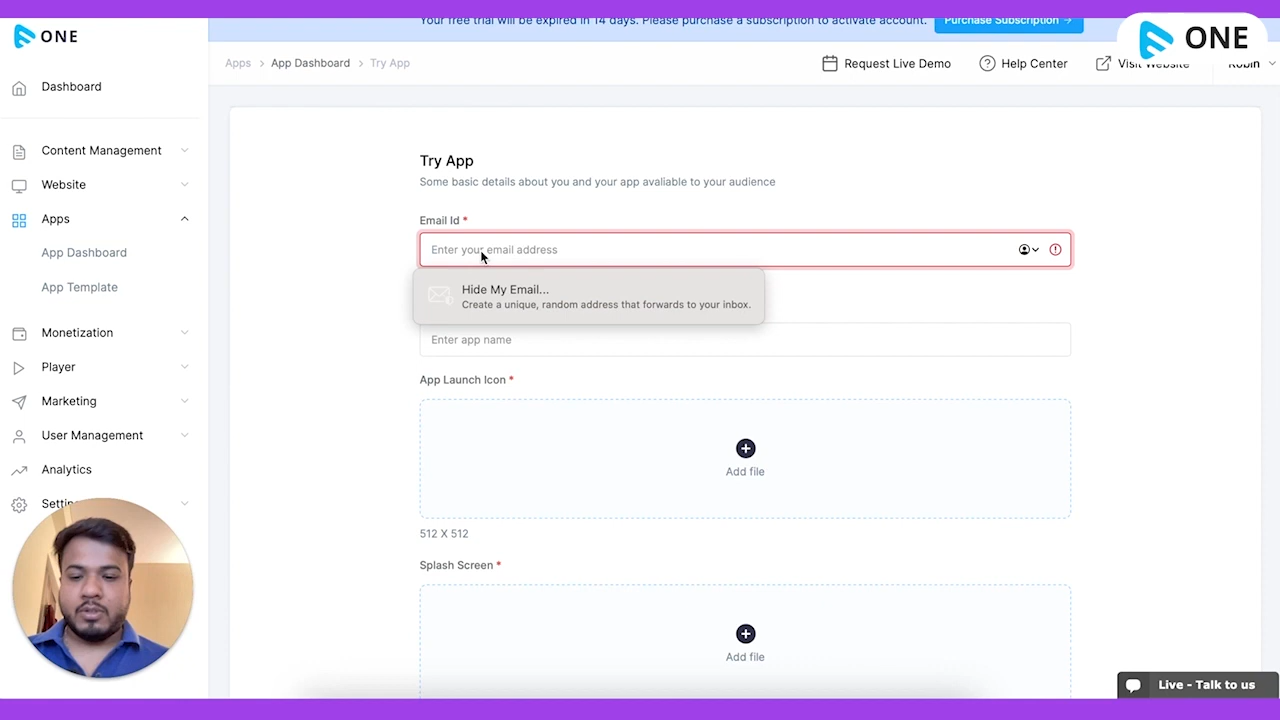 Your free trial will be expired in 14 days. Please purchase a subscription to activate account.
Purchase Subscription →
ONE
ONE
Apps > App Dashboard > Try App
Request Live Demo
Help Center
Visit Website
Robin
Dashboard
Content Management
Website
Apps
App Dashboard
App Template
Monetization
Player
Marketing
User Management
Analytics
Try App
Some basic details about you and your app avaliable to your audience
Email Id *
Enter your email address
Hide My Email...
Create a unique, random address that forwards to your inbox.
Enter app name
App Launch Icon *
Add file
512 X 512
Splash Screen *
Add file
Live - Talk to us